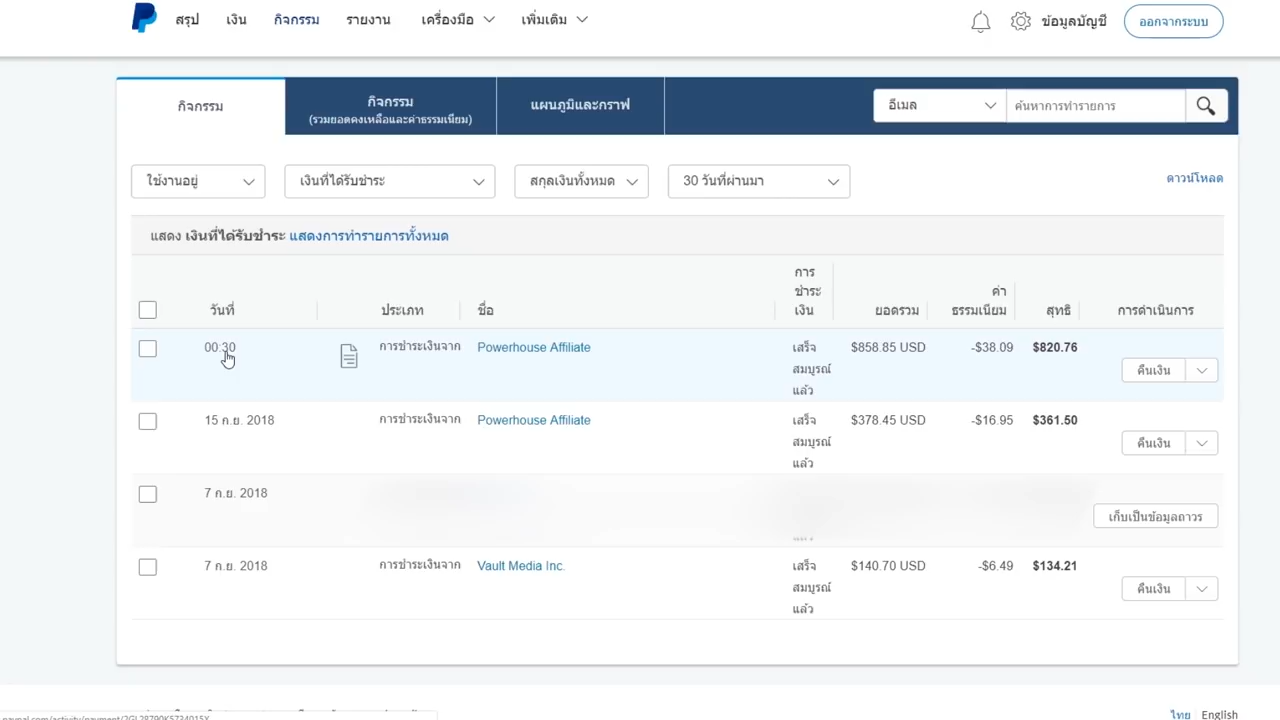 สรุป เงิน กิจกรรม รายงาน เครื่องมือ เพิ่มเติม ข้อมูลบัญชี ออกจากระบบ
กิจกรรม
กิจกรรม
(รวมยอดคงเหลือและค่าธรรมเนียม)
แผนภูมิและกราฟ
อีเมล ค้นหาการทำรายการ
ใช้งานอยู่ เงินที่ได้รับชำระ สกุลเงินทั้งหมด 30 วันที่ผ่านมา ดาวน์โหลด
แสดง เงินที่ได้รับชำระ แสดงการทำรายการทั้งหมด
วันที่ ประเภท ชื่อ
การ
ชำระ
เงิน
ยอดรวม
ค่า
ธรรมเนียม
สุทธิ การดำเนินการ
00:30 การชำระเงินจาก Powerhouse Affiliate
เสร็จ
สมบูรณ์
แล้ว
$858.85 USD -$38.09 $820.76
คืนเงิน
15 ก.ย. 2018 การชำระเงินจาก Powerhouse Affiliate
เสร็จ
สมบูรณ์
แล้ว
$378.45 USD -$16.95 $361.50
คืนเงิน
7 ก.ย. 2018
เก็บเป็นข้อมูลถาวร
7 ก.ย. 2018 การชำระเงินจาก Vault Media Inc.
เสร็จ
สมบูรณ์
แล้ว
$140.70 USD -$6.49 $134.21
คืนเงิน
ไทย English